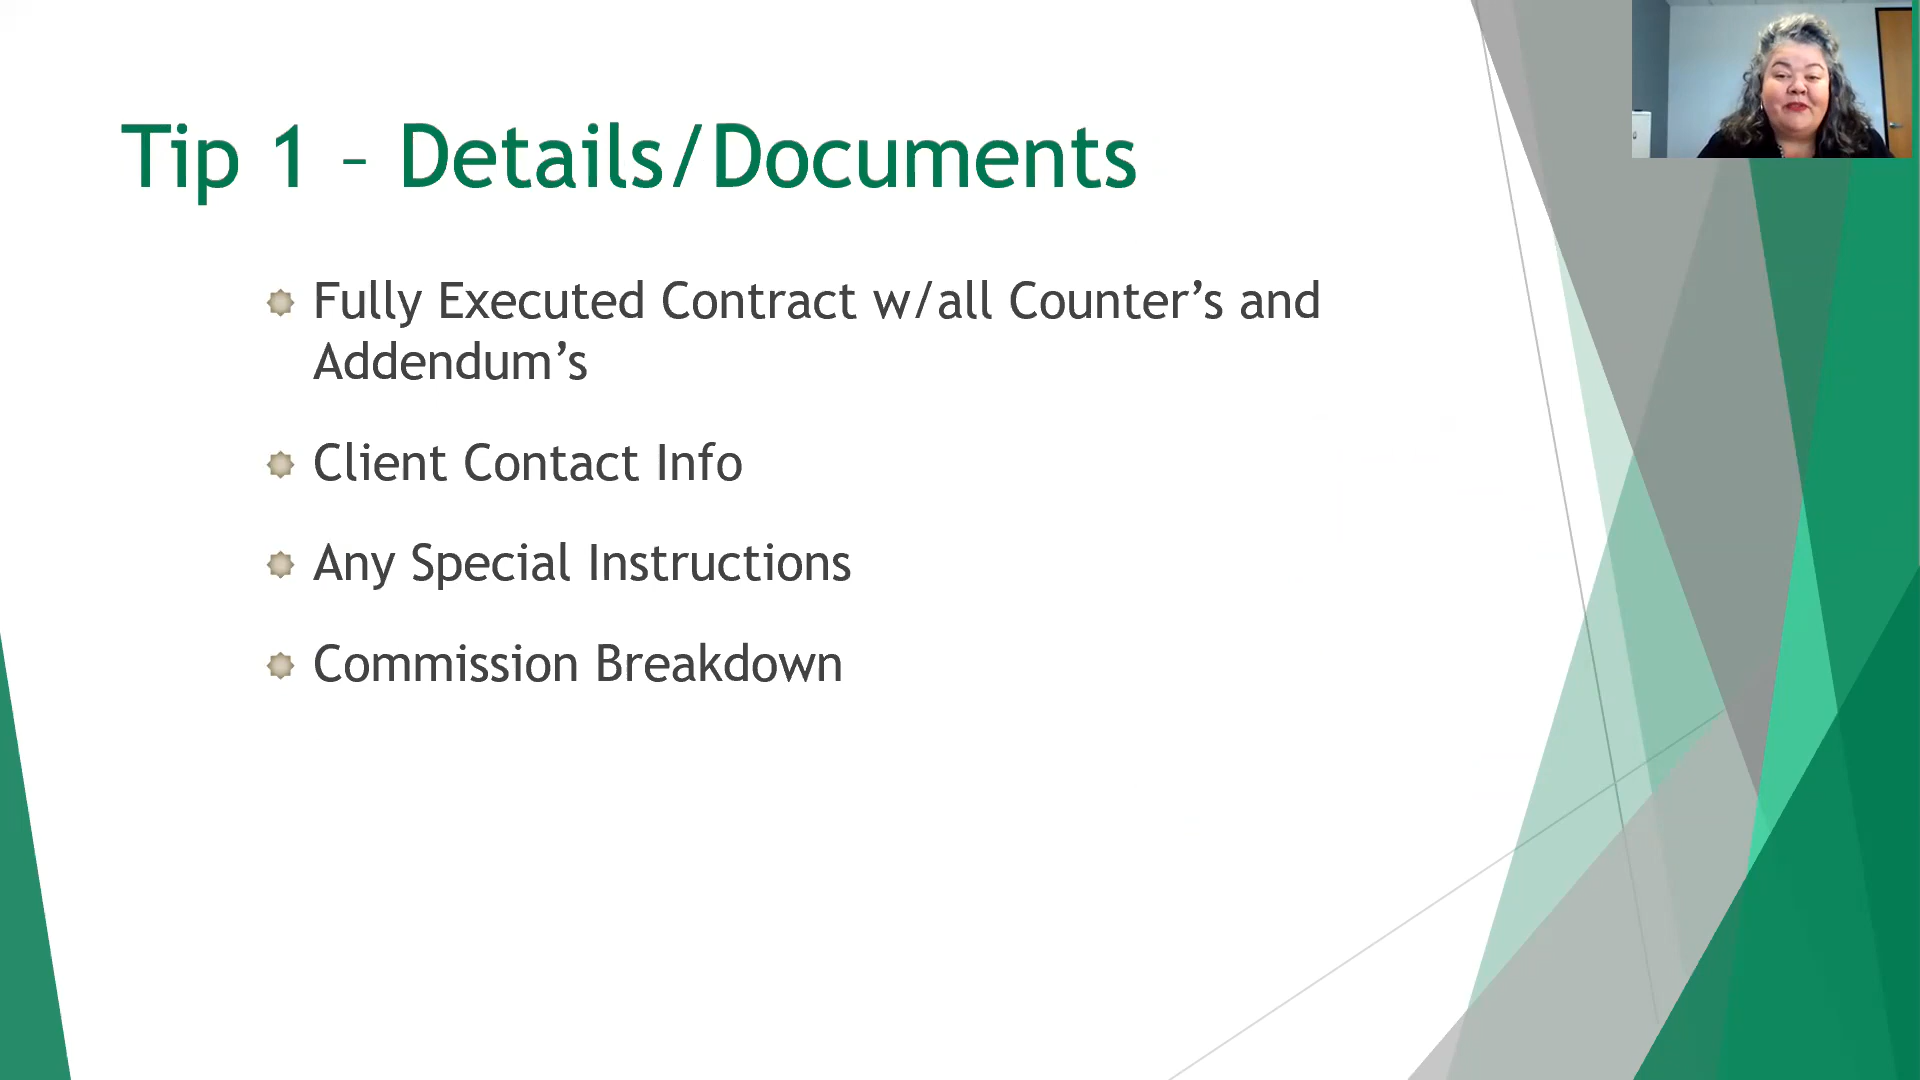 Tip 1 – Details/Documents
Fully Executed Contract w/all Counter’s and
Addendum’s
Client Contact Info
Any Special Instructions
Commission Breakdown